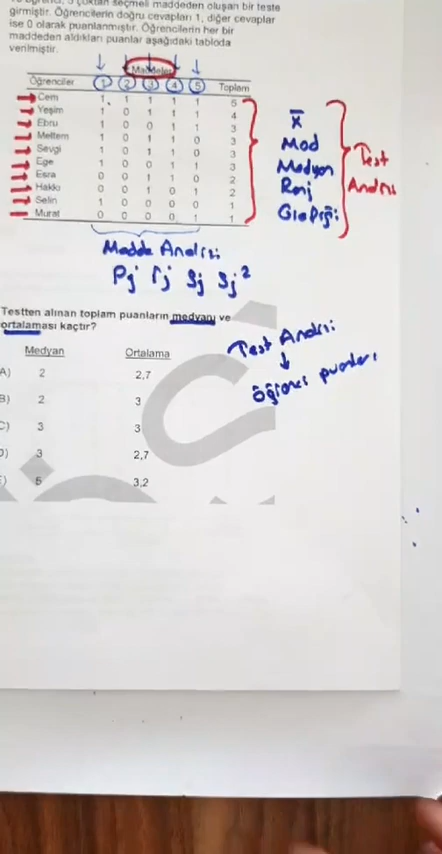 çoktan seçmeli maddeden oluşan bir teste
girmiştir. Öğrencilerin doğru cevapları 1, diğer cevaplar
ise 0 olarak puanlanmıştır. Öğrencilerin her bir
maddeden aldıkları puanlar aşağıdaki tabloda
verilmiştir.
Maddeler
Öğrenciler 1 2 3 4 5 Toplam
Cem 1 1 1 1 1 5
Yeşim 1 0 1 1 1 4
Ebru 1 0 0 1 1 3
Meltem 1 0 1 1 0 3
Sevgi 1 0 1 1 0 3
Ege 1 0 0 1 1 3
Esra 0 0 1 1 0 2
Hakkı 0 0 1 0 1 2
Selin 1 0 0 0 0 1
Murat 0 0 0 0 1 1
x̄
Mod
Medyan
Ranj
Test
Analizi
Madde Analizi
Pj rj Sj Sj²
Testten alınan toplam puanların medyanı ve
ortalaması kaçtır?
Medyan Ortalama
A) 2 2,7
B) 2 3
C) 3 3
D) 3 2,7
E) 5 3,2
Test Analizi
↓
öğrenci puanları